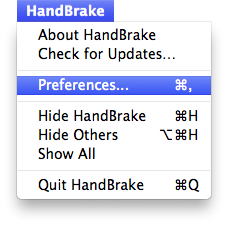 HandBrake
About HandBrake
Check for Updates...
Preferences... ⌘,
Hide HandBrake ⌘H
Hide Others ⌥⌘H
Show All
Quit HandBrake ⌘Q